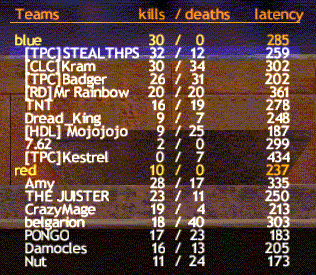 Teams kills / deaths latency
blue 30 / 0 285
[TPC]STEALTHPS 32 / 12 259
[CLC]Kram 30 / 34 302
[TPC]Badger 26 / 31 202
[RD]Mr Rainbow 20 / 20 361
TNT 16 / 19 278
Dread_King 9 / 7 248
[HDL] Mojojojo 9 / 25 187
7.62 2 / 0 299
[TPC]Kestrel 0 / 7 434
red 10 / 0 237
Amy 28 / 17 335
THE JUISTER 23 / 11 250
CrazyMage 19 / 4 213
belgarion 18 / 40 303
PONGO 17 / 23 183
Damocles 16 / 13 205
Nut 11 / 24 173